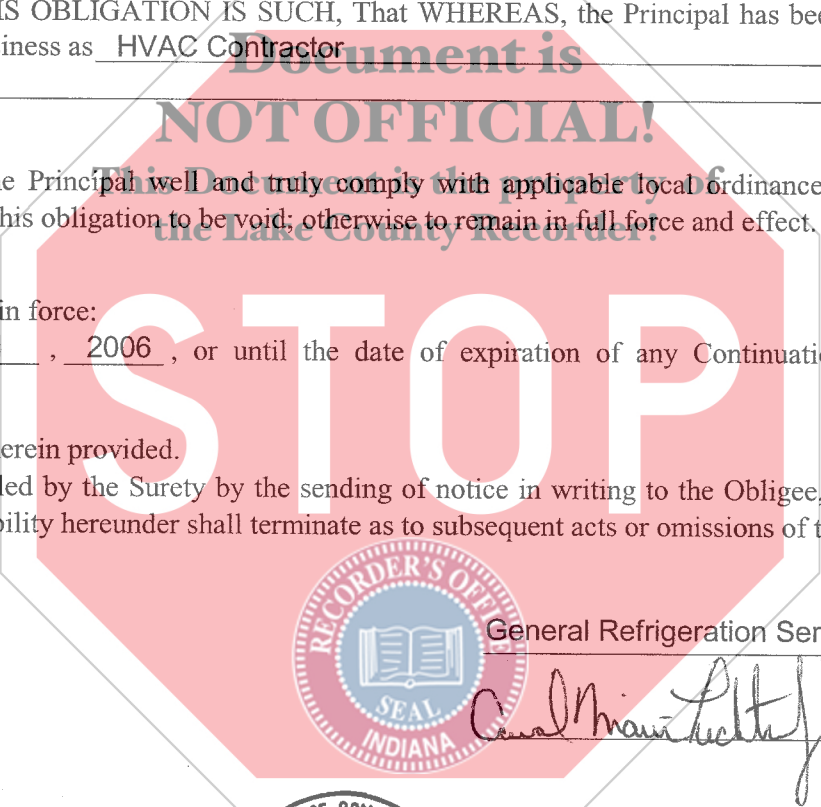 IS OBLIGATION IS SUCH, That WHEREAS, the Principal has bee
iness as HVAC Contractor
Document is
NOT OFFICIAL!
This Document is the property of
the Lake County Recorder!
e Principal well and truly comply with applicable local ordinance
his obligation to be void; otherwise to remain in full force and effect.
in force:
, 2006 , or until the date of expiration of any Continuati
STOP
erein provided.
led by the Surety by the sending of notice in writing to the Obligee,
bility hereunder shall terminate as to subsequent acts or omissions of t
RECORDER'S OFFICE
SEAL
INDIANA
General Refrigeration Ser